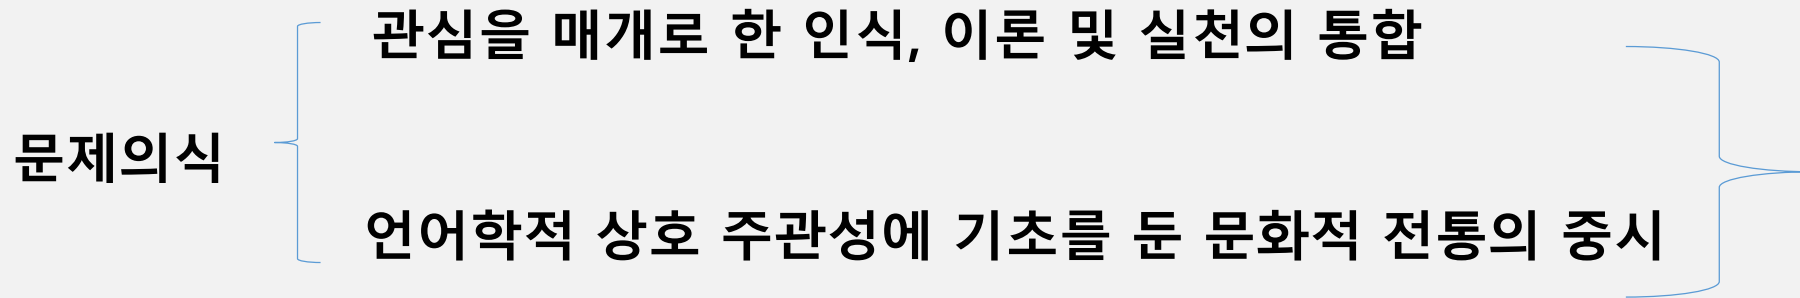 관심을 매개로 한 인식, 이론 및 실천의 통합
문제의식
언어학적 상호 주관성에 기초를 둔 문화적 전통의 중시